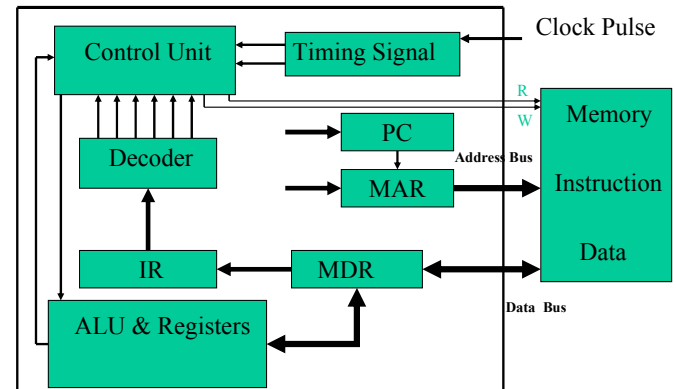 Clock Pulse
Control Unit
Timing Signal
R
W
Memory
PC
Decoder
Address Bus
MAR
Instruction
IR
MDR
Data
Data Bus
ALU & Registers